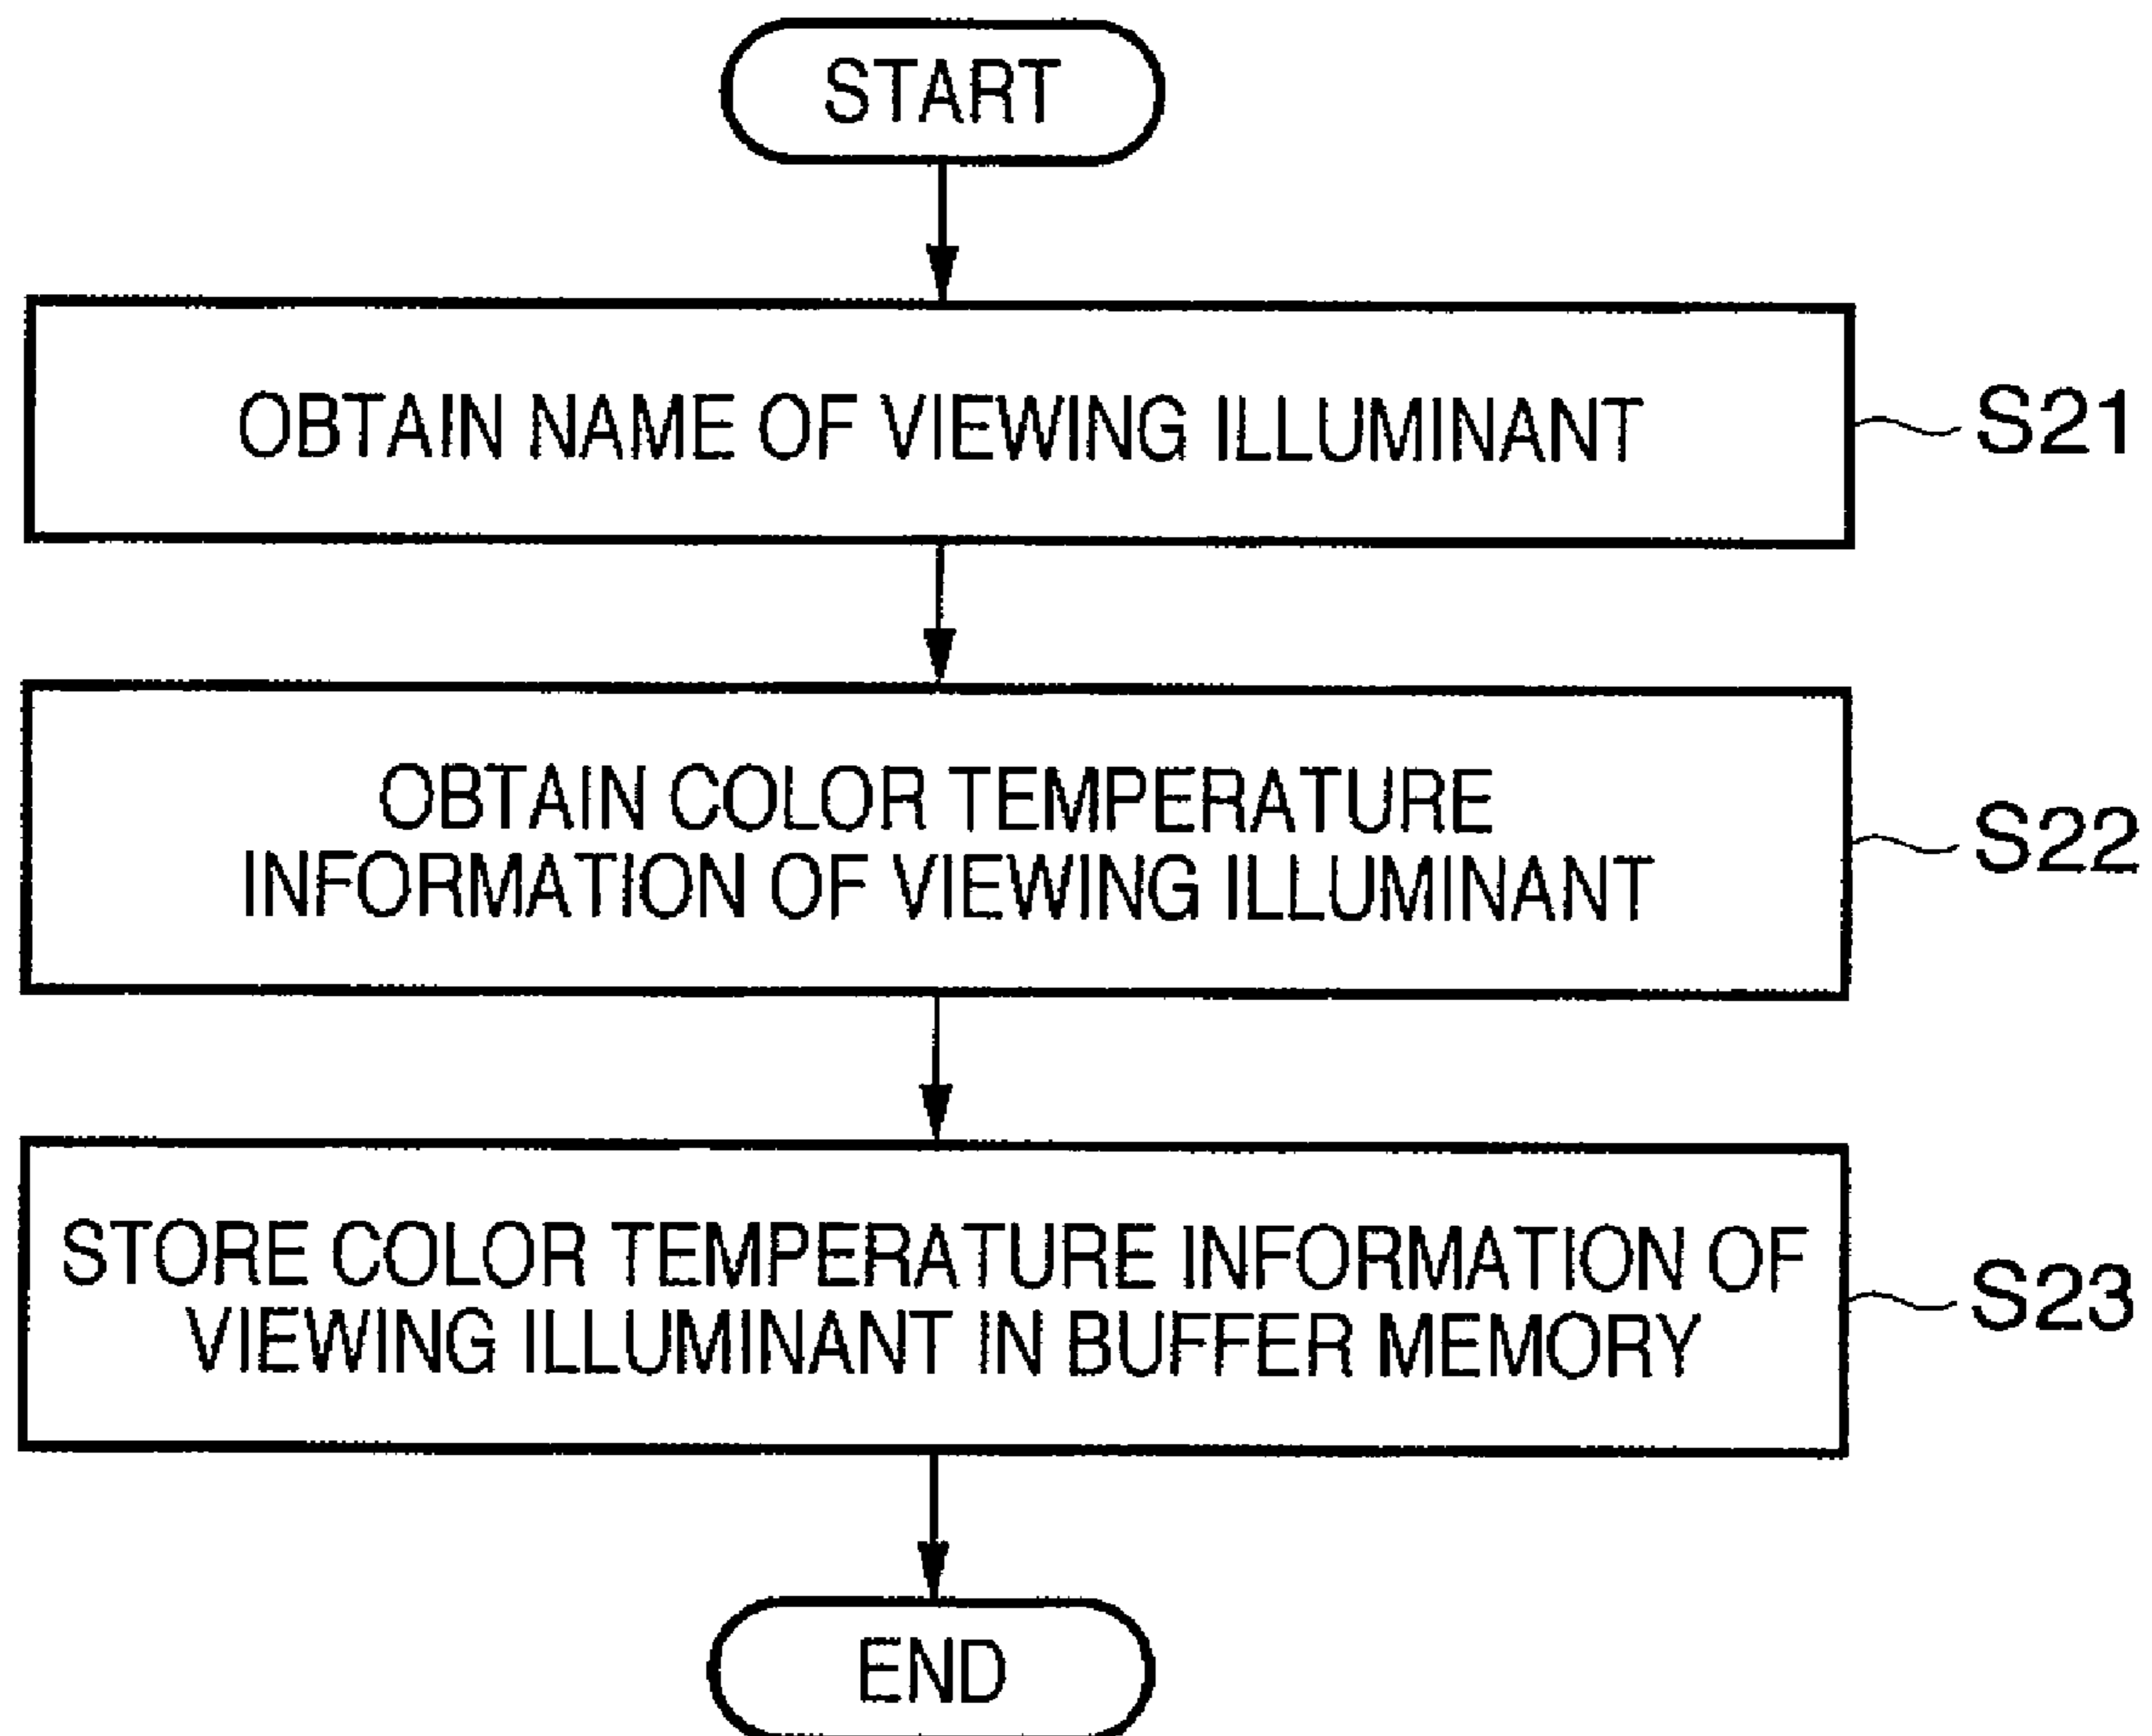 START
OBTAIN NAME OF VIEWING ILLUMINANT
S21
OBTAIN COLOR TEMPERATURE
INFORMATION OF VIEWING ILLUMINANT
S22
STORE COLOR TEMPERATURE INFORMATION OF
VIEWING ILLUMINANT IN BUFFER MEMORY
S23
END